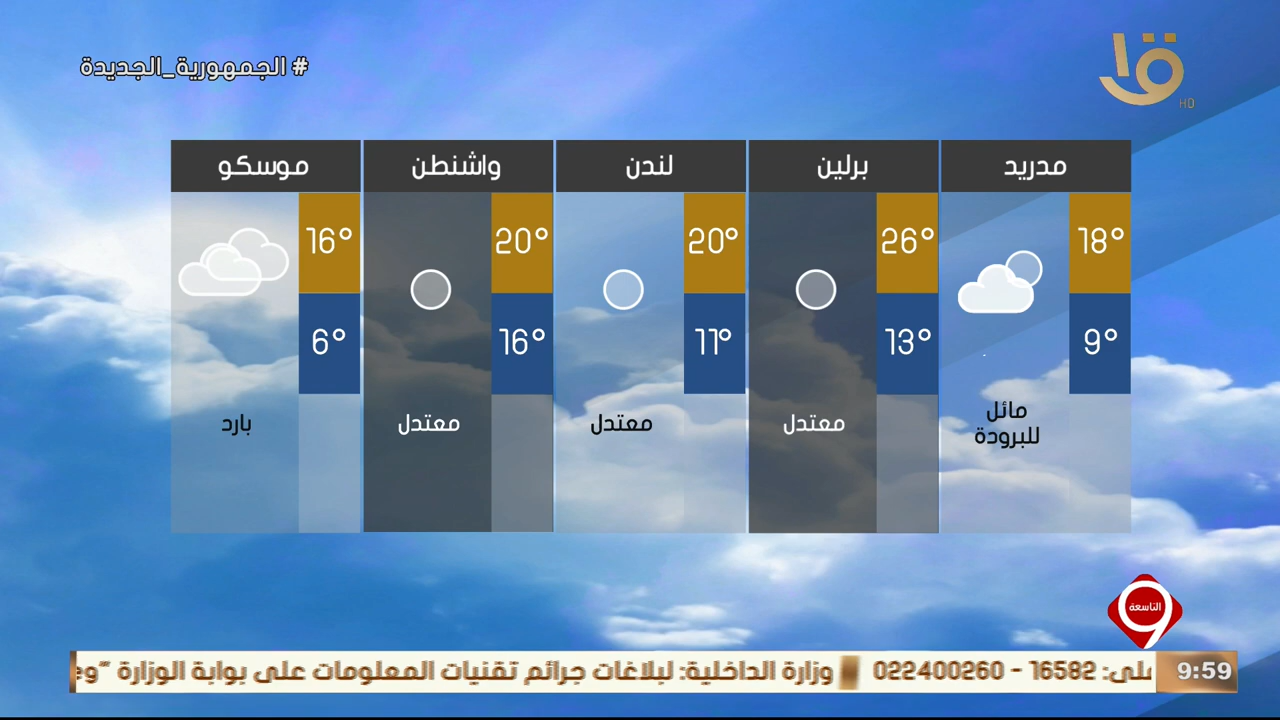 # الجمهورية_الجديدة
HD
مدريد
18°
9°
مائل
للبرودة
برلين
26°
13°
معتدل
لندن
20°
11°
معتدل
واشنطن
20°
16°
معتدل
موسكو
16°
6°
بارد
التاسعة
9
9:59
022400260 - 16582 وزارة الداخلية: لبلاغات جرائم تقنيات المعلومات على بوابة الوزارة